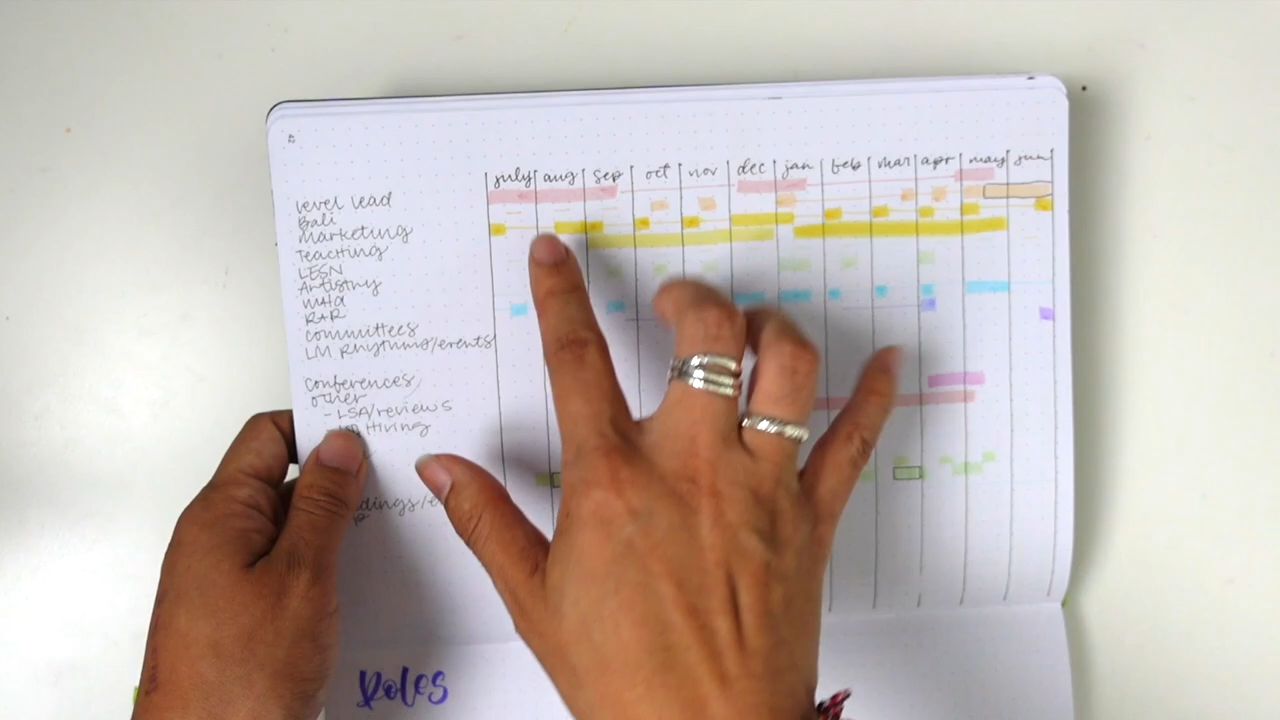 july aug sep oct nov dec jan feb mar apr may jun
level lead
Bali
marketing
Teaching
LESN
Artistry
R+R
committees
LM Rhythms/events
conferences/
other
- LSA/reviews
Hiring
Roles